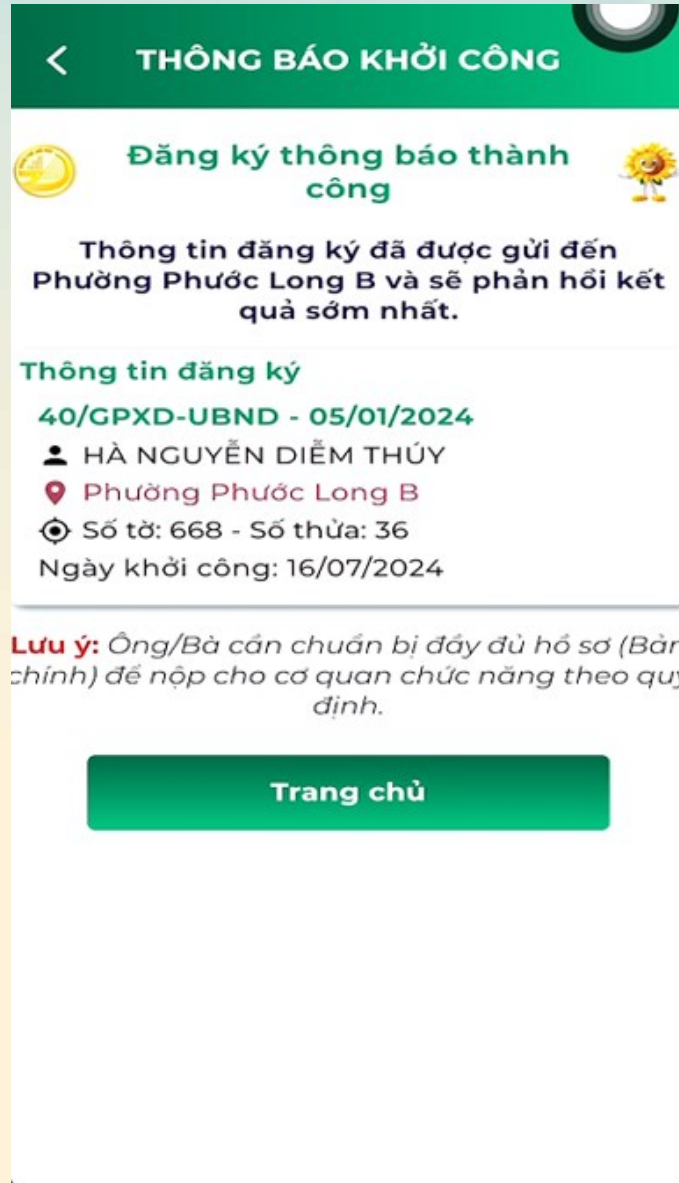 THÔNG BÁO KHỞI CÔNG
Đăng ký thông báo thành
công
Thông tin đăng ký đã được gửi đến
Phường Phước Long B và sẽ phản hồi kết
quả sớm nhất.
Thông tin đăng ký
40/GPXD-UBND - 05/01/2024
HÀ NGUYỄN DIỄM THÚY
Phường Phước Long B
Số tờ: 668 - Số thửa: 36
Ngày khởi công: 16/07/2024
Lưu ý: Ông/Bà cần chuẩn bị đầy đủ hồ sơ (Bản
chính) để nộp cho cơ quan chức năng theo quy
định.
Trang chủ